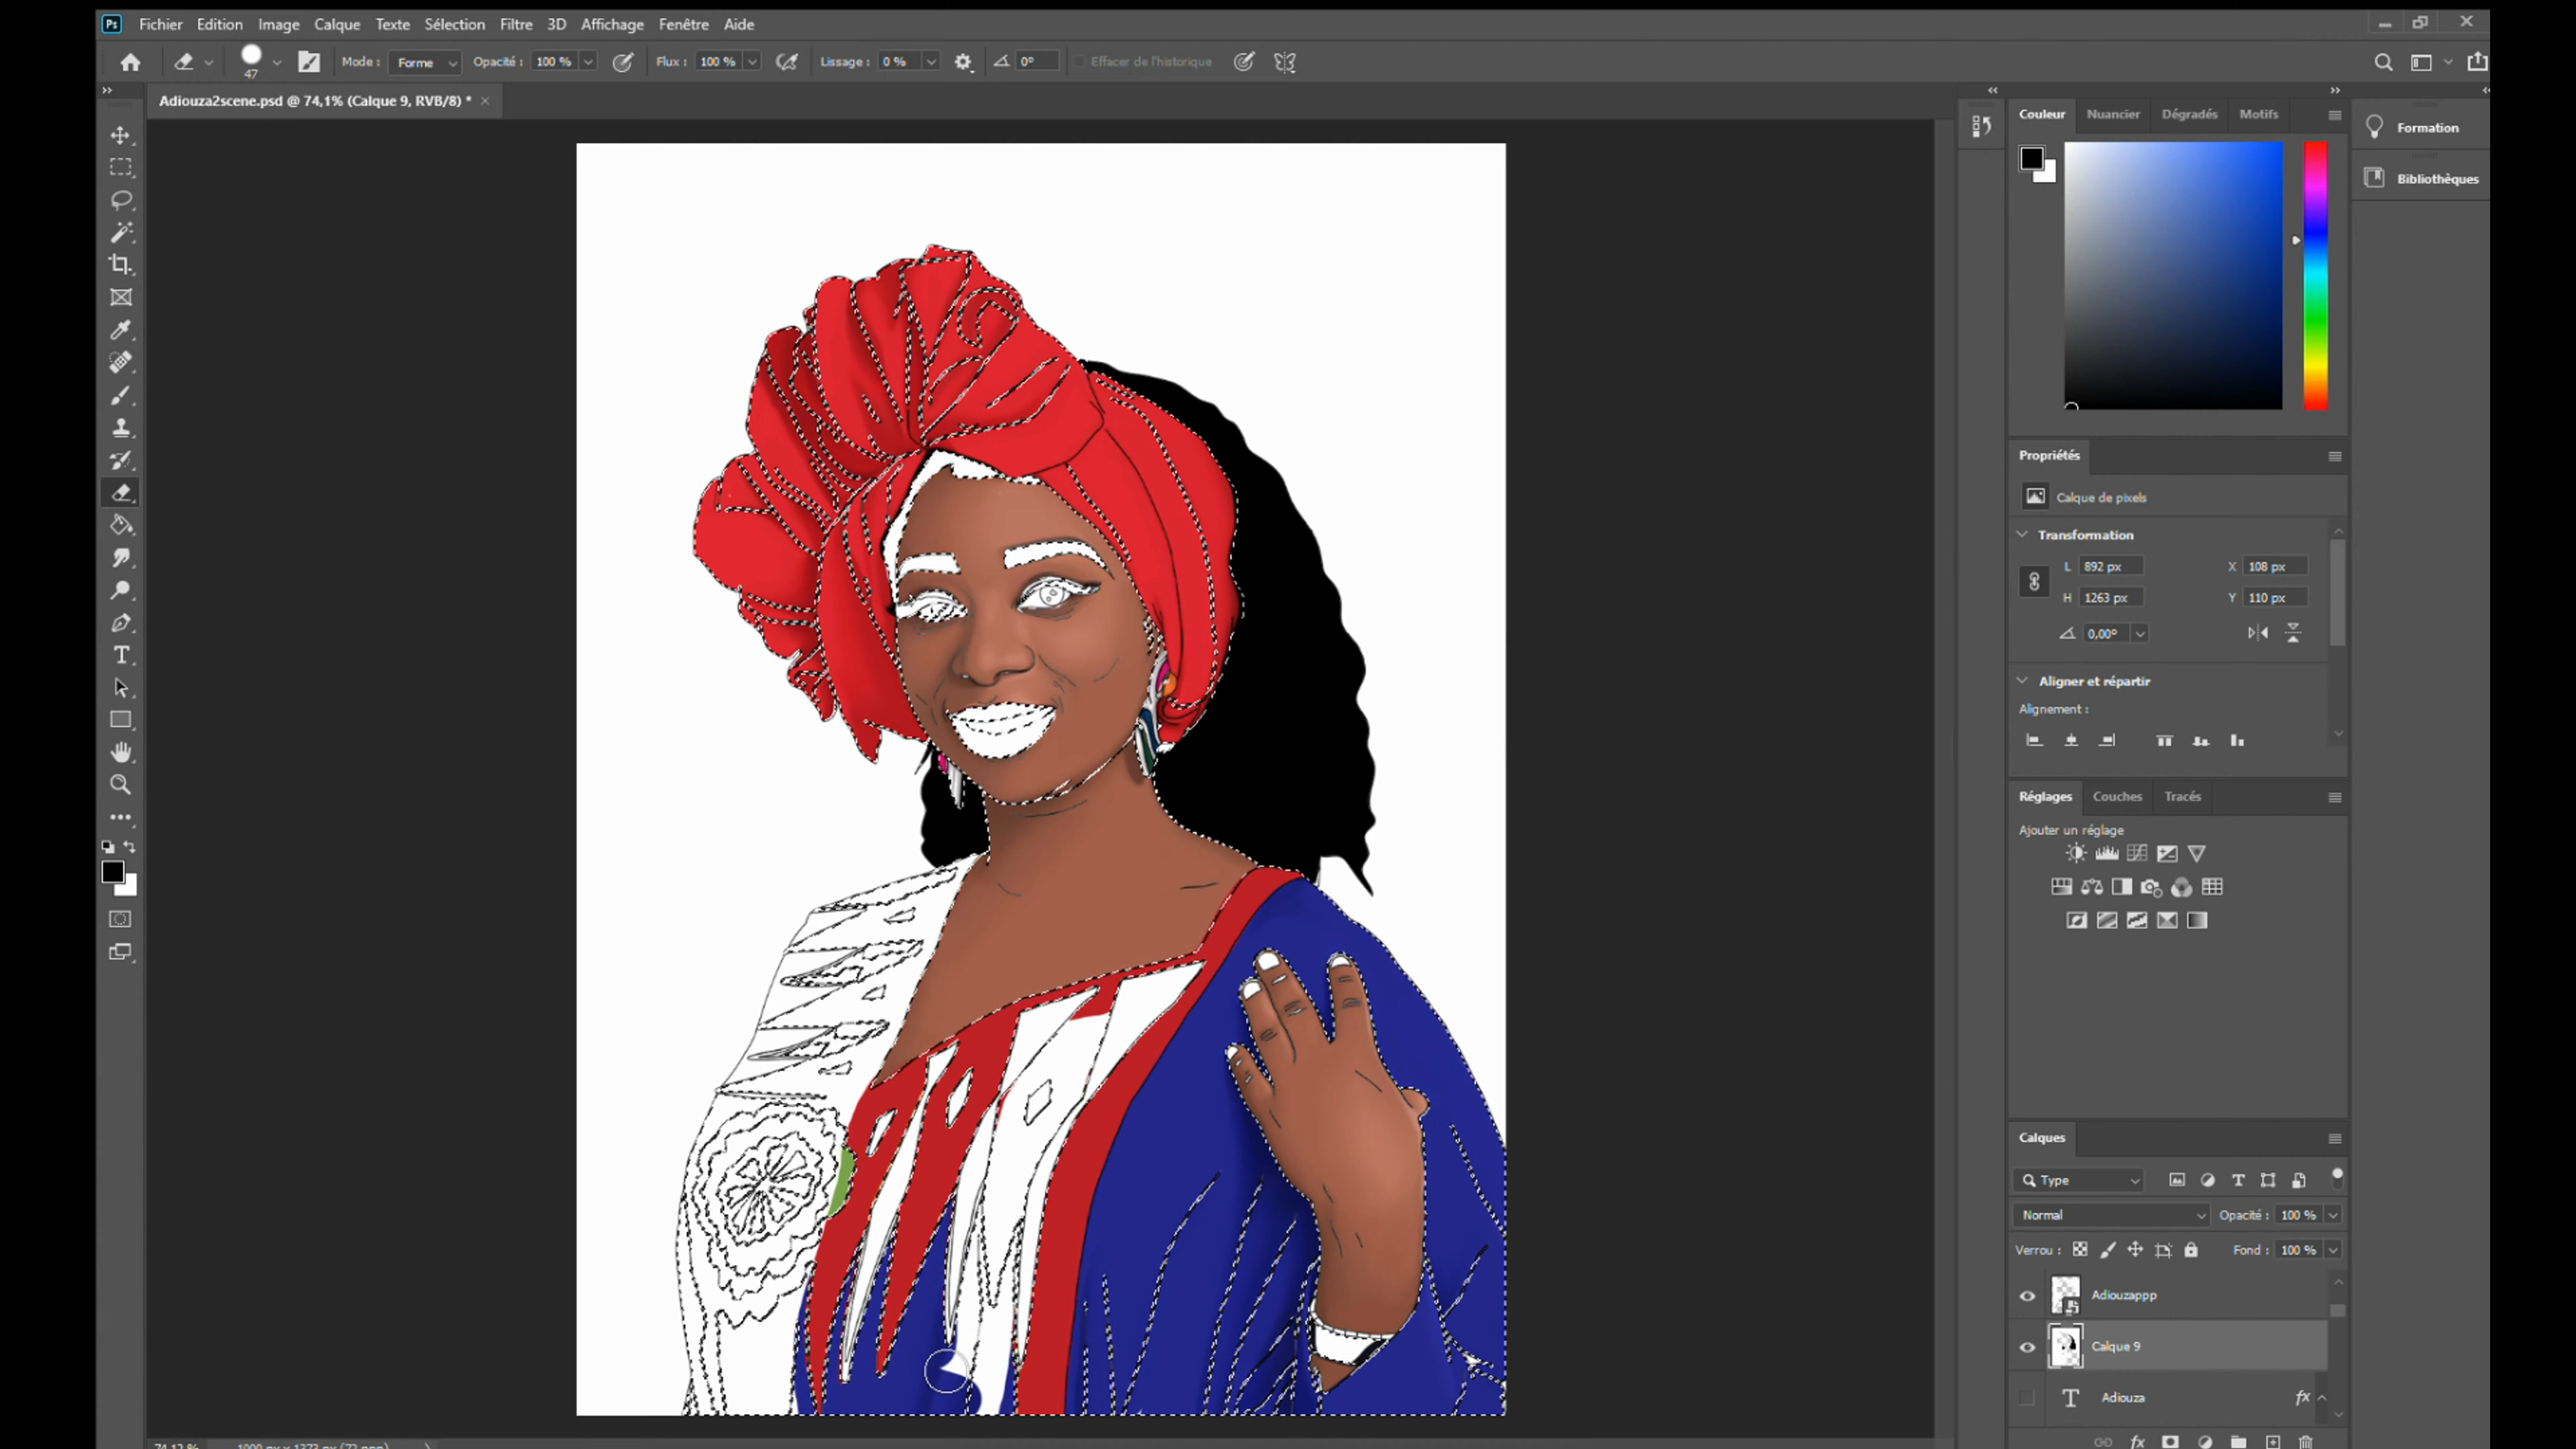 Ps Fichier Edition Image Calque Texte Sélection Filtre 3D Affichage Fenêtre Aide
47 Mode : Forme Opacité : 100 % Flux : 100 % Lissage : 0 % 0° Effacer de l'historique
Adiouza2scene.psd @ 74,1% (Calque 9, RVB/8) *
Couleur Nuancier Dégradés Motifs
Formation
Bibliothèques
Propriétés
Calque de pixels
Transformation
L 892 px X 108 px
H 1263 px Y 110 px
0,00°
Aligner et répartir
Alignement :
Réglages Couches Tracés
Ajouter un réglage
Calques
Type
Normal Opacité : 100 %
Verrou : Fond : 100 %
Adiouzappp
Calque 9
T Adiouza fx
fx